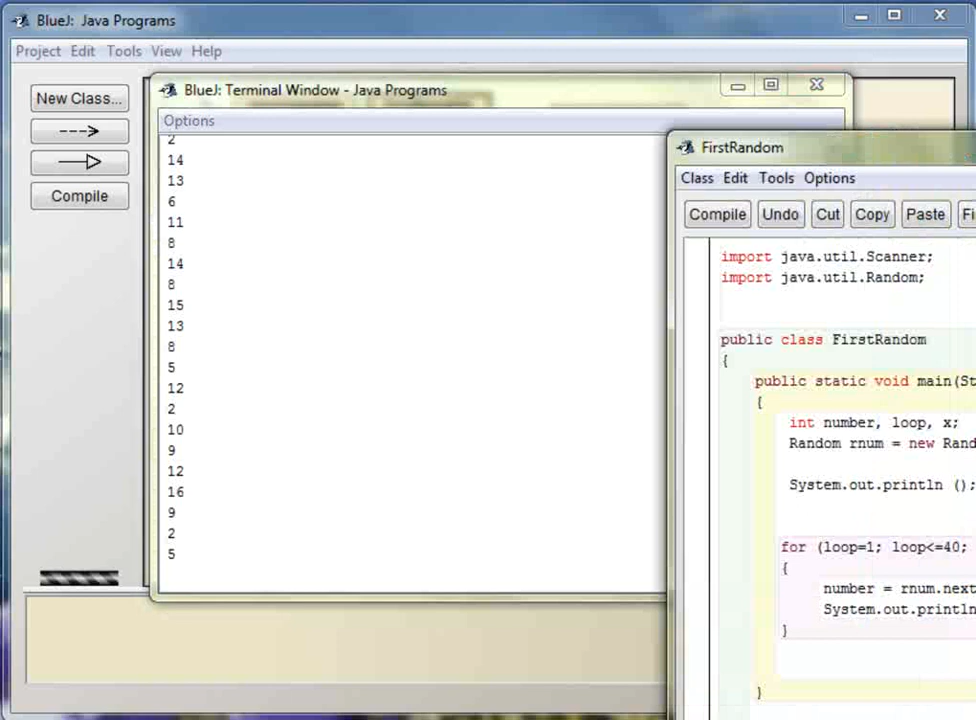 BlueJ: Java Programs
Project Edit Tools View Help
New Class...
Compile
BlueJ: Terminal Window - Java Programs
Options
2
14
13
6
11
8
14
8
15
13
8
5
12
2
10
9
12
16
9
2
5
FirstRandom
Class Edit Tools Options
Compile Undo Cut Copy Paste Fi
import java.util.Scanner;
import java.util.Random;
public class FirstRandom
{
public static void main(St
{
int number, loop, x;
Random rnum = new Rand
System.out.println ();
for (loop=1; loop<=40;
{
number = rnum.next
System.out.println
}
}